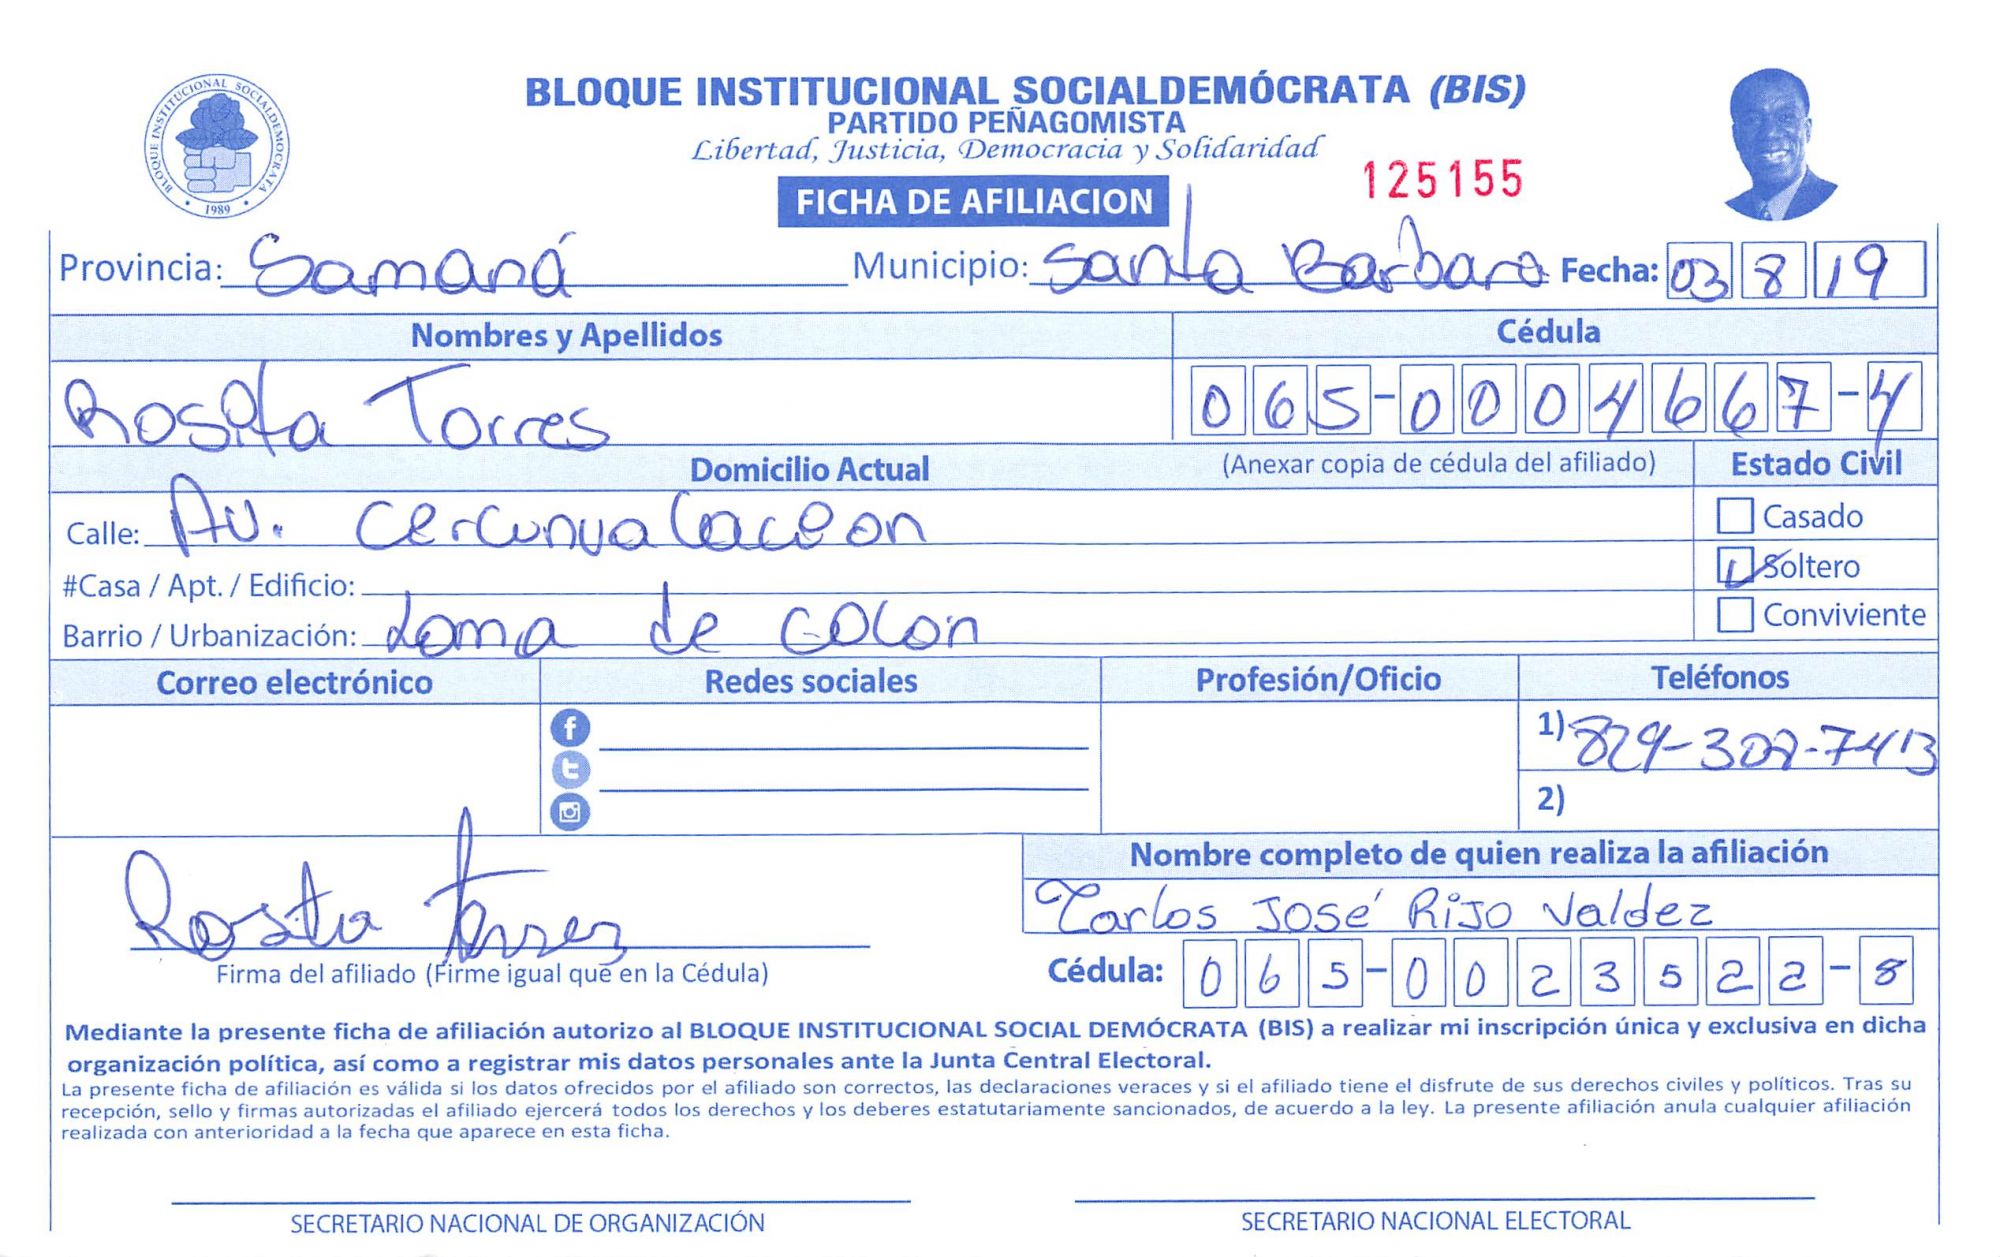 BLOQUE INSTITUCIONAL SOCIALDEMÓCRATA
1989
BLOQUE INSTITUCIONAL SOCIALDEMÓCRATA (BIS)
PARTIDO PEÑAGOMISTA
Libertad, Justicia, Democracia y Solidaridad
FICHA DE AFILIACION
125155
Provincia: Samaná Municipio: Santa Barbara Fecha: 03 8 19
Nombres y Apellidos Cédula
Rosita Torres 065-0004667-4
Domicilio Actual (Anexar copia de cédula del afiliado) Estado Civil
Calle: Av. Cercunvalaceon Casado
#Casa / Apt. / Edificio: Soltero
Barrio / Urbanización: Loma de Colon Conviviente
Correo electrónico Redes sociales Profesión/Oficio Teléfonos
1) 829-307-7413
2)
Nombre completo de quien realiza la afiliación
Carlos José Rijo Valdez
Rosita Torres
Firma del afiliado (Firme igual que en la Cédula) Cédula: 065-0023522-8
Mediante la presente ficha de afiliación autorizo al BLOQUE INSTITUCIONAL SOCIAL DEMÓCRATA (BIS) a realizar mi inscripción única y exclusiva en dicha
organización política, así como a registrar mis datos personales ante la Junta Central Electoral.
La presente ficha de afiliación es válida si los datos ofrecidos por el afiliado son correctos, las declaraciones veraces y si el afiliado tiene el disfrute de sus derechos civiles y políticos. Tras su
recepción, sello y firmas autorizadas el afiliado ejercerá todos los derechos y los deberes estatutariamente sancionados, de acuerdo a la ley. La presente afiliación anula cualquier afiliación
realizada con anterioridad a la fecha que aparece en esta ficha.
SECRETARIO NACIONAL DE ORGANIZACIÓN SECRETARIO NACIONAL ELECTORAL